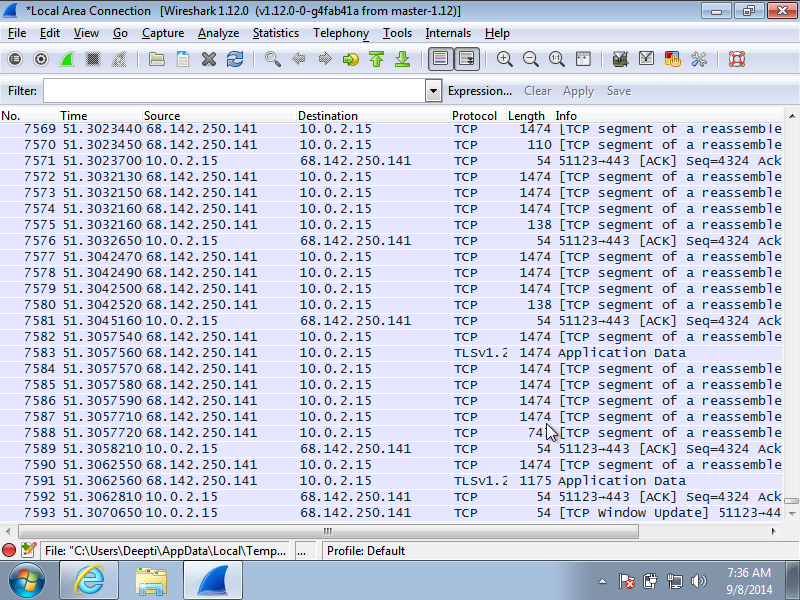 *Local Area Connection [Wireshark 1.12.0 (v1.12.0-0-g4fab41a from master-1.12)]
File Edit View Go Capture Analyze Statistics Telephony Tools Internals Help
Filter: Expression... Clear Apply Save
No. Time Source Destination Protocol Length Info
7569 51.3023440 68.142.250.141 10.0.2.15 TCP 1474 [TCP segment of a reassemble
7570 51.3023450 68.142.250.141 10.0.2.15 TCP 110 [TCP segment of a reassemble
7571 51.3023700 10.0.2.15 68.142.250.141 TCP 54 51123→443 [ACK] Seq=4324 Ack
7572 51.3032130 68.142.250.141 10.0.2.15 TCP 1474 [TCP segment of a reassemble
7573 51.3032150 68.142.250.141 10.0.2.15 TCP 1474 [TCP segment of a reassemble
7574 51.3032160 68.142.250.141 10.0.2.15 TCP 1474 [TCP segment of a reassemble
7575 51.3032160 68.142.250.141 10.0.2.15 TCP 138 [TCP segment of a reassemble
7576 51.3032650 10.0.2.15 68.142.250.141 TCP 54 51123→443 [ACK] Seq=4324 Ack
7577 51.3042470 68.142.250.141 10.0.2.15 TCP 1474 [TCP segment of a reassemble
7578 51.3042490 68.142.250.141 10.0.2.15 TCP 1474 [TCP segment of a reassemble
7579 51.3042500 68.142.250.141 10.0.2.15 TCP 1474 [TCP segment of a reassemble
7580 51.3042520 68.142.250.141 10.0.2.15 TCP 138 [TCP segment of a reassemble
7581 51.3045160 10.0.2.15 68.142.250.141 TCP 54 51123→443 [ACK] Seq=4324 Ack
7582 51.3057540 68.142.250.141 10.0.2.15 TCP 1474 [TCP segment of a reassemble
7583 51.3057560 68.142.250.141 10.0.2.15 TLSv1.2 1474 Application Data
7584 51.3057570 68.142.250.141 10.0.2.15 TCP 1474 [TCP segment of a reassemble
7585 51.3057580 68.142.250.141 10.0.2.15 TCP 1474 [TCP segment of a reassemble
7586 51.3057590 68.142.250.141 10.0.2.15 TCP 1474 [TCP segment of a reassemble
7587 51.3057710 68.142.250.141 10.0.2.15 TCP 1474 [TCP segment of a reassemble
7588 51.3057720 68.142.250.141 10.0.2.15 TCP [TCP segment of a reassemble
7589 51.3058210 10.0.2.15 68.142.250.141 TCP 54 51123→443 [ACK] Seq=4324 Ack
7590 51.3062550 68.142.250.141 10.0.2.15 TCP 1474 [TCP segment of a reassemble
7591 51.3062560 68.142.250.141 10.0.2.15 TLSv1.2 1175 Application Data
7592 51.3062810 10.0.2.15 68.142.250.141 TCP 54 51123→443 [ACK] Seq=4324 Ack
7593 51.3070650 10.0.2.15 68.142.250.141 TCP 54 [TCP Window Update] 51123→44
File: "C:\Users\Deepti\AppData\Local\Temp... ... Profile: Default
7:36 AM
9/8/2014